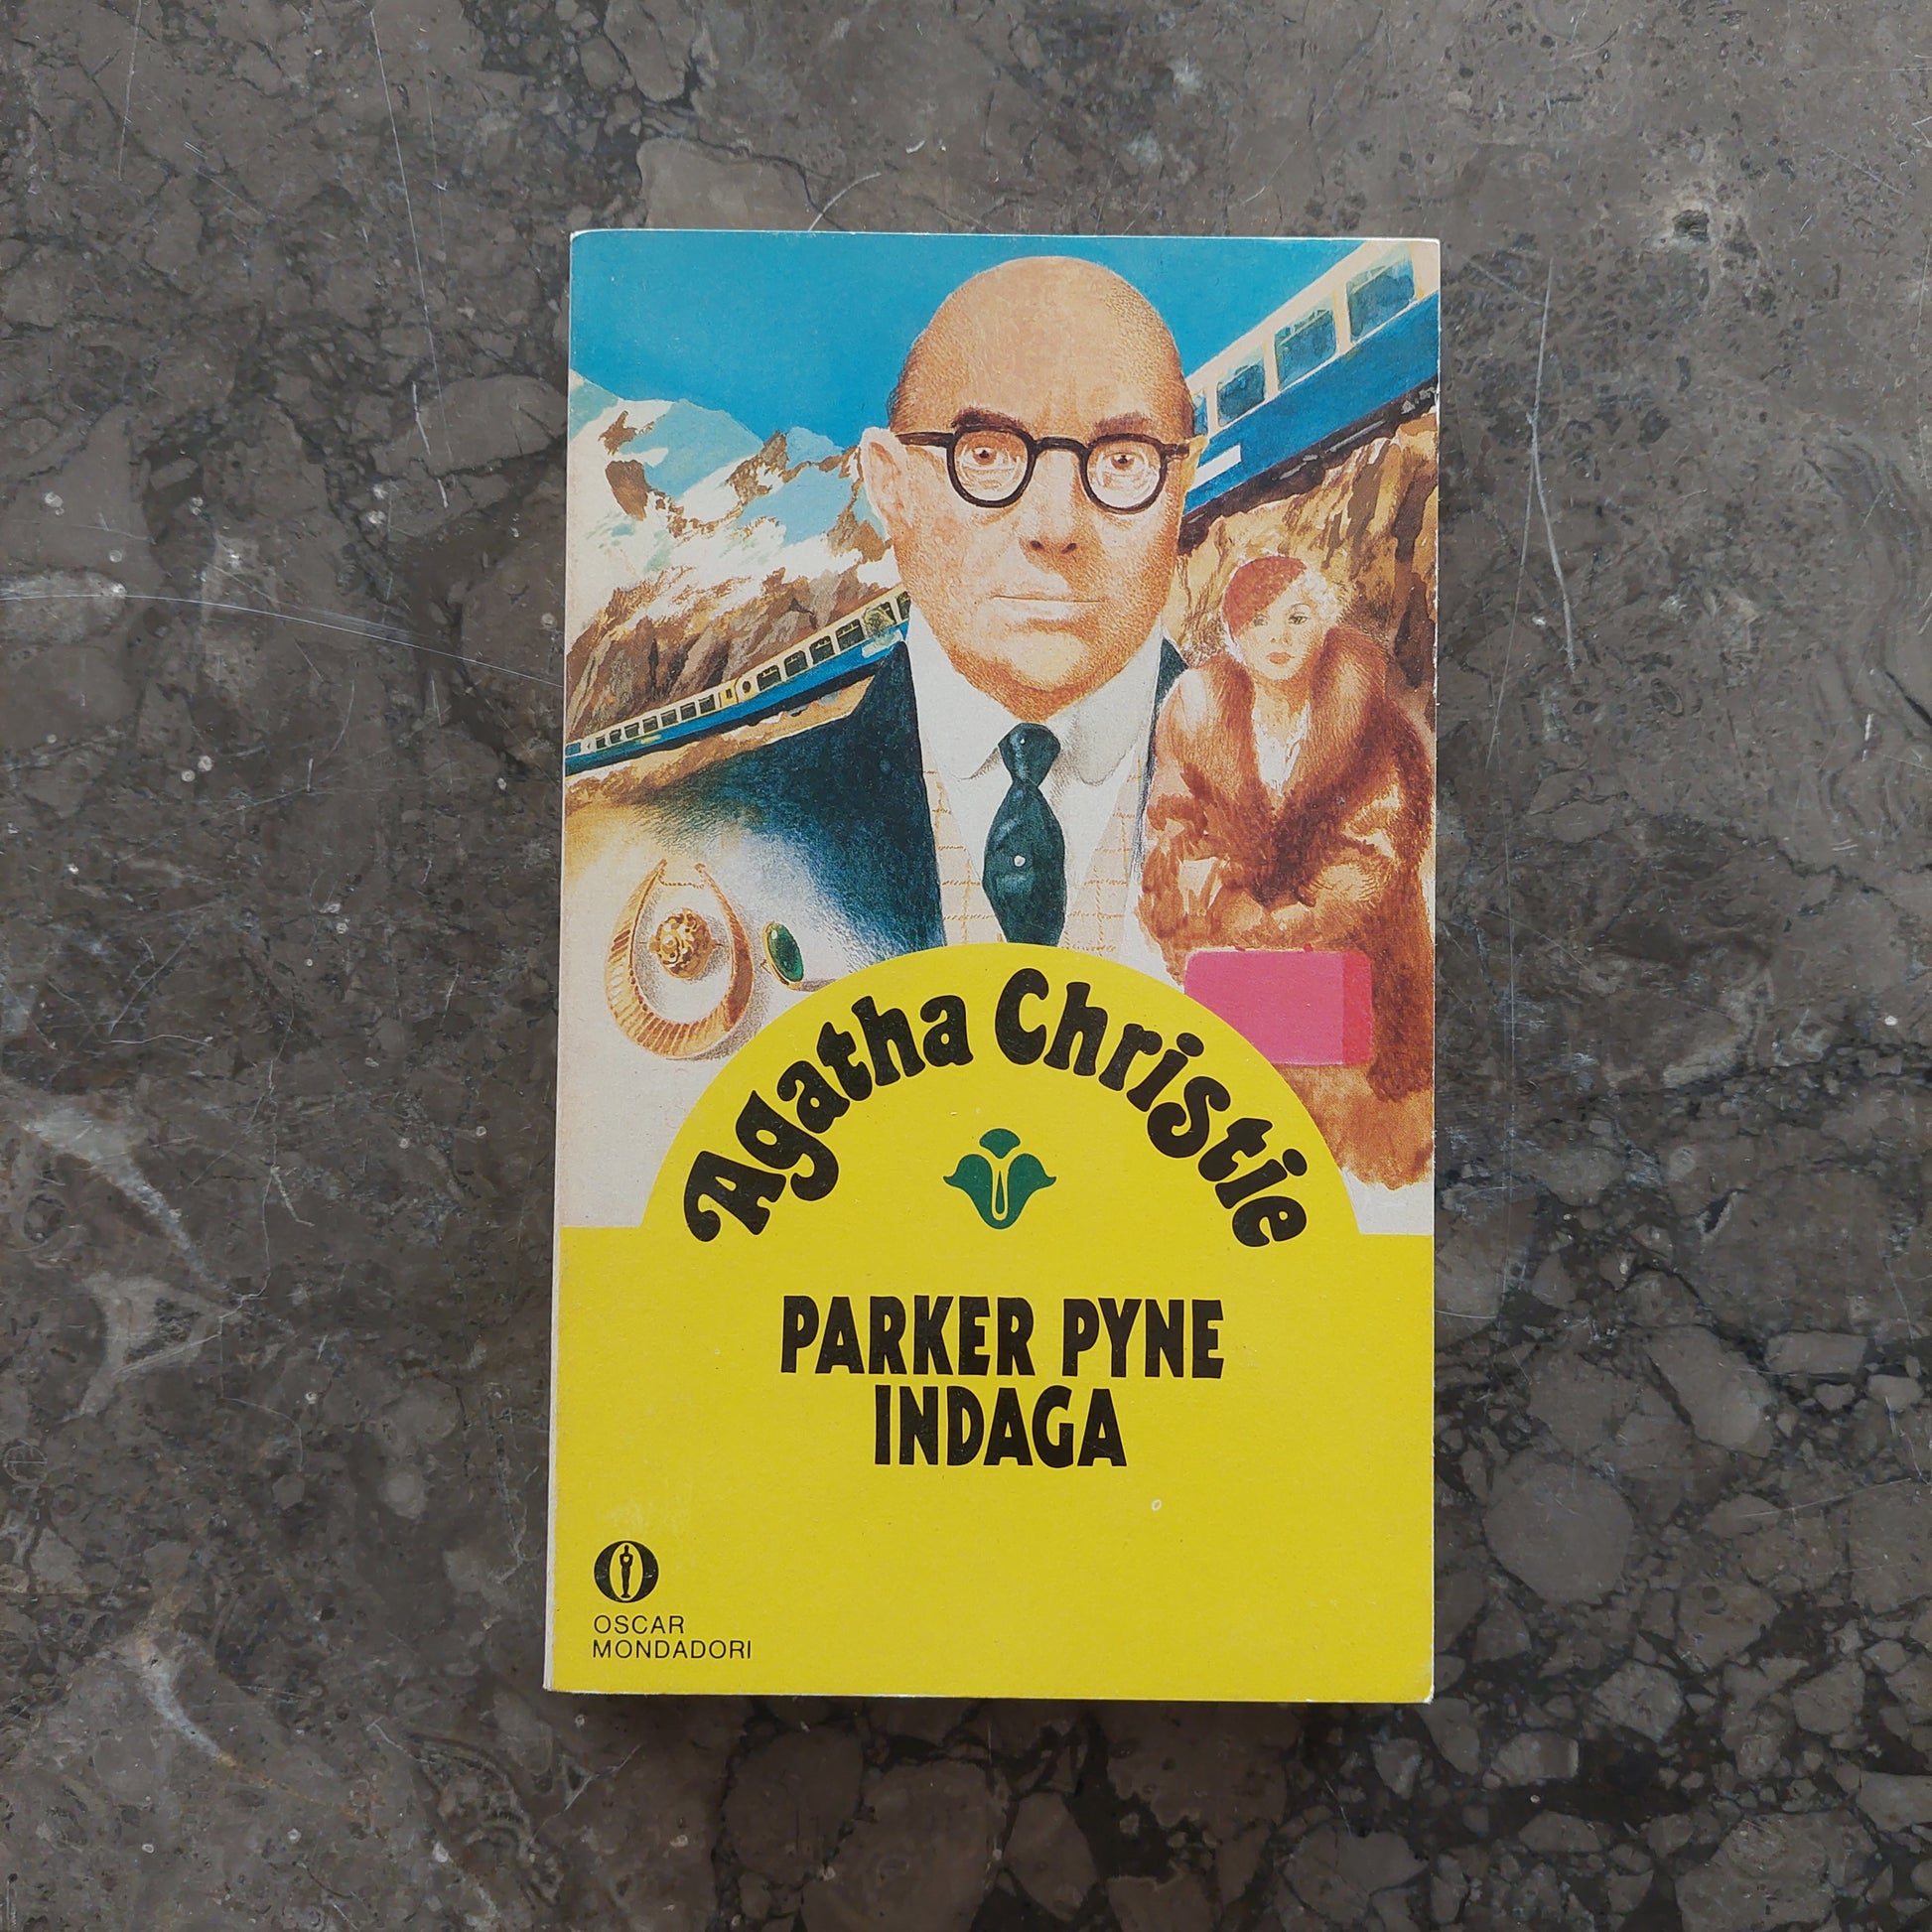 Agatha Christie
PARKER PYNE
INDAGA
OSCAR
MONDADORI